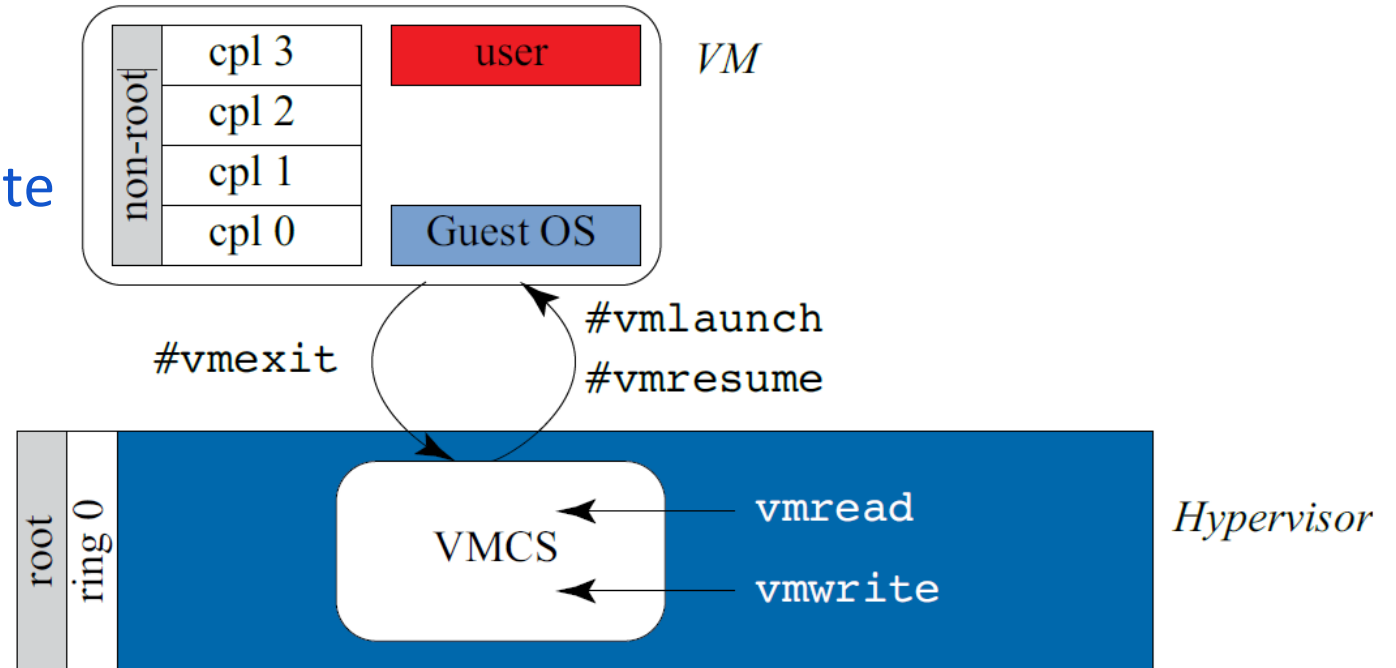 cpl 3
user
VM
cpl 2
non-root
cpl 1
te
cpl 0
Guest OS
#vmlaunch
#vmexit
#vmresume
root
ring 0
VMCS
vmread
vmwrite
Hypervisor